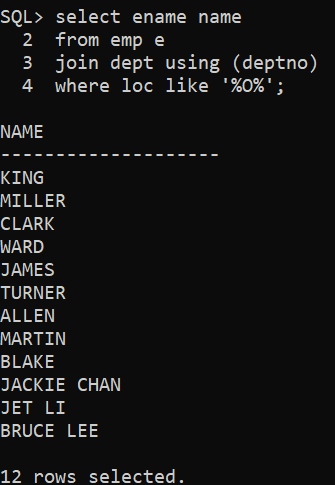 SQL> select ename name
  2  from emp e
  3  join dept using (deptno)
  4  where loc like '%O%';
NAME
--------------------
KING
MILLER
CLARK
WARD
JAMES
TURNER
ALLEN
MARTIN
BLAKE
JACKIE CHAN
JET LI
BRUCE LEE
12 rows selected.